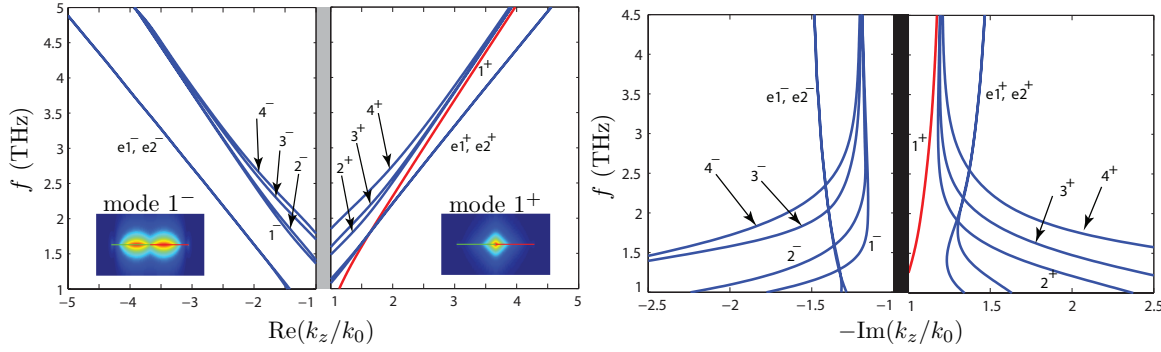 f (THz)
5
4.5
4
3.5
3
2.5
2
1.5
1
4⁻
3⁻
2⁻
1⁻
e1⁻, e2⁻
mode 1⁻
4⁺
3⁺
2⁺
1⁺
e1⁺, e2⁺
mode 1⁺
−5 −4 −3 −2 −1 1 2 3 4 5
Re(k_z/k_0)
f (THz)
4.5
4
3.5
3
2.5
2
1.5
1
e1⁻ e2⁻
4⁻
3⁻
2⁻
1⁻
1⁺
e1⁺, e2⁺
3⁺
4⁺
2⁺
−2.5 −2 −1.5 −1 1 1.5 2 2.5
−Im(k_z/k_0)